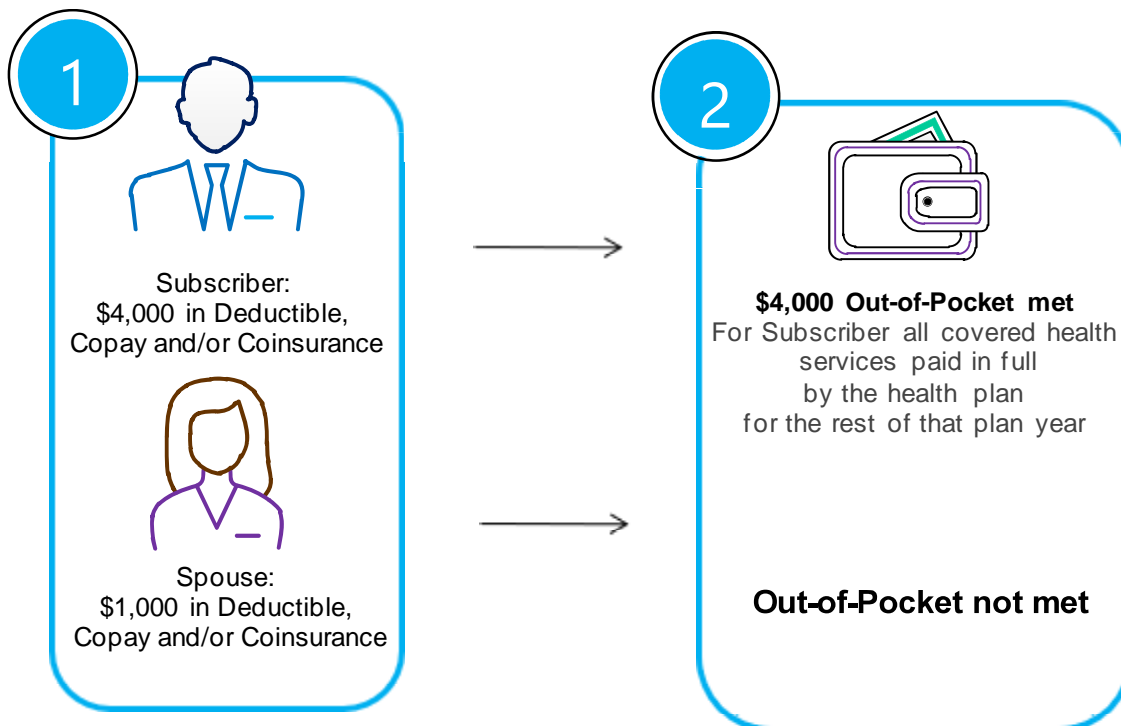 1
Subscriber:
$4,000 in Deductible,
Copay and/or Coinsurance
Spouse:
$1,000 in Deductible,
Copay and/or Coinsurance
2
$4,000 Out-of-Pocket met
For Subscriber all covered health
services paid in full
by the health plan
for the rest of that plan year
Out-of-Pocket not met